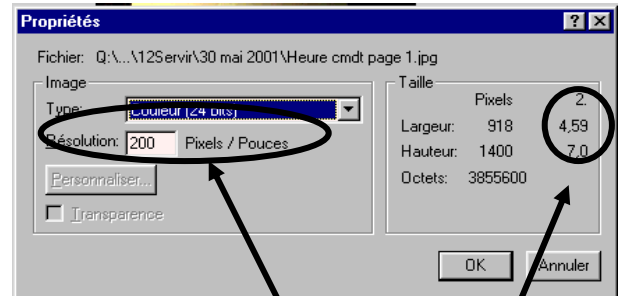 Propriétés
Fichier: Q:\...\12Servir\30 mai 2001\Heure cmdt page 1.jpg
Image
Type: Couleur (24 bits)
Résolution: 200 Pixels / Pouces
Personnaliser...
Transparence
Taille
Pixels 2.
Largeur: 918 4,59
Hauteur: 1400 7,0
Octets: 3855600
OK Annuler